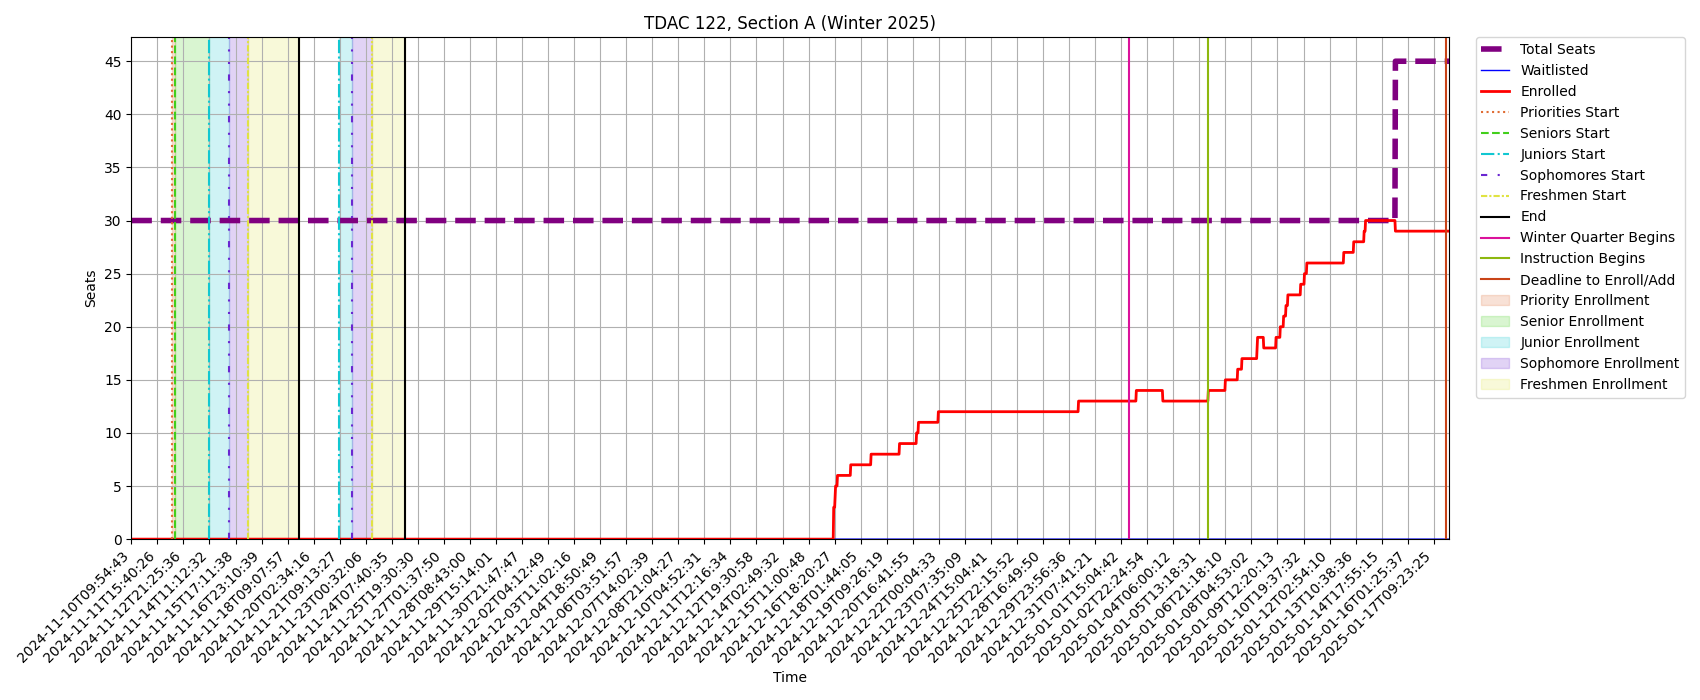 TDAC 122, Section A (Winter 2025)
Seats
45
40
35
30
25
20
15
10
5
0
2024-11-10T09:54:43
2024-11-11T15:40:26
2024-11-12T21:25:36
2024-11-14T11:12:32
2024-11-15T17:11:38
2024-11-16T23:10:39
2024-11-18T09:07:57
2024-11-20T02:34:16
2024-11-21T09:13:27
2024-11-23T00:32:06
2024-11-24T07:40:35
2024-11-25T19:30:30
2024-11-27T01:37:50
2024-11-28T08:43:00
2024-11-29T15:14:01
2024-11-30T21:47:47
2024-12-02T04:12:49
2024-12-03T11:02:16
2024-12-04T18:50:49
2024-12-06T03:51:57
2024-12-07T14:02:39
2024-12-08T21:04:27
2024-12-10T04:52:31
2024-12-11T12:16:34
2024-12-12T19:30:58
2024-12-14T02:49:32
2024-12-15T11:00:48
2024-12-16T18:20:27
2024-12-18T01:44:05
2024-12-19T09:26:19
2024-12-20T16:41:55
2024-12-22T00:04:33
2024-12-23T07:35:09
2024-12-24T15:04:41
2024-12-25T22:15:52
2024-12-28T16:49:50
2024-12-29T23:56:36
2024-12-31T07:41:21
2025-01-01T15:04:42
2025-01-02T22:24:54
2025-01-04T06:00:12
2025-01-05T13:18:31
2025-01-06T21:18:10
2025-01-08T04:53:02
2025-01-09T12:20:13
2025-01-10T19:37:32
2025-01-12T02:54:10
2025-01-13T10:38:36
2025-01-14T17:55:15
2025-01-16T01:25:37
2025-01-17T09:23:25
Time
Total Seats
Waitlisted
Enrolled
Priorities Start
Seniors Start
Juniors Start
Sophomores Start
Freshmen Start
End
Winter Quarter Begins
Instruction Begins
Deadline to Enroll/Add
Priority Enrollment
Senior Enrollment
Junior Enrollment
Sophomore Enrollment
Freshmen Enrollment